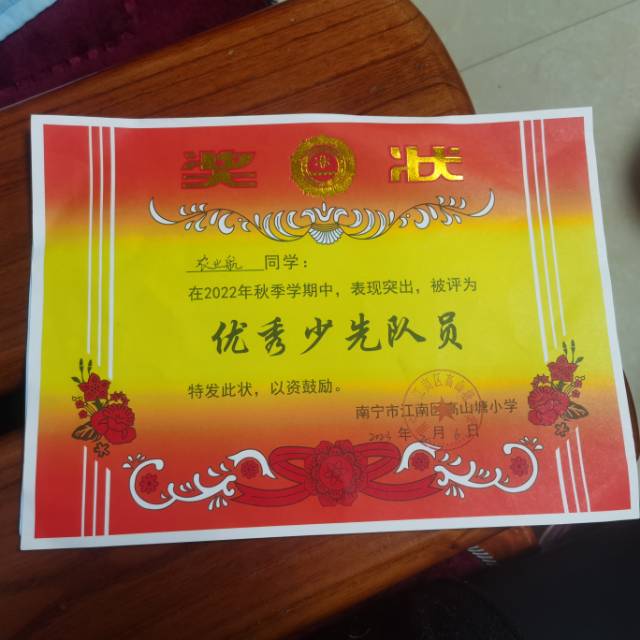 奖状
农业航 同学：
在2022年秋季学期中，表现突出，被评为
优秀少先队员
特发此状，以资鼓励。
南宁市江南区高山塘小学
2023 年 月 6 日